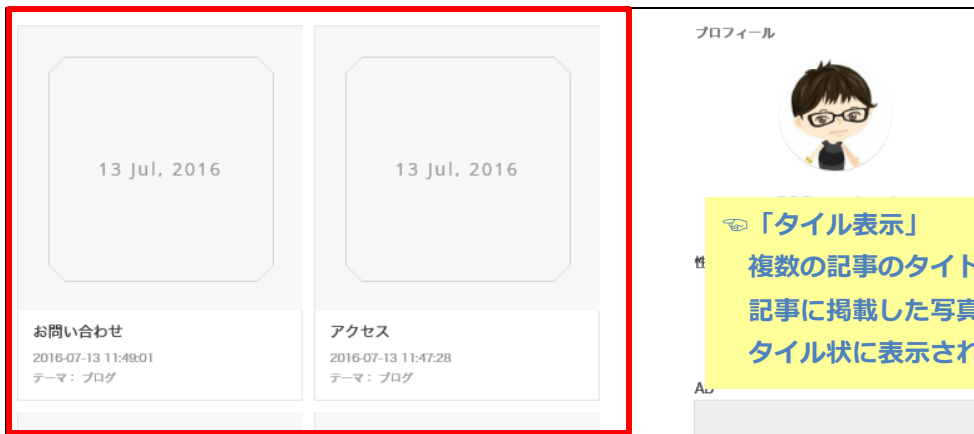 13 Jul, 2016
お問い合わせ
2016-07-13 11:49:01
テーマ： ブログ
13 Jul, 2016
アクセス
2016-07-13 11:47:28
テーマ： ブログ
プロフィール
☜「タイル表示」
複数の記事のタイト
記事に掲載した写真
タイル状に表示され
性